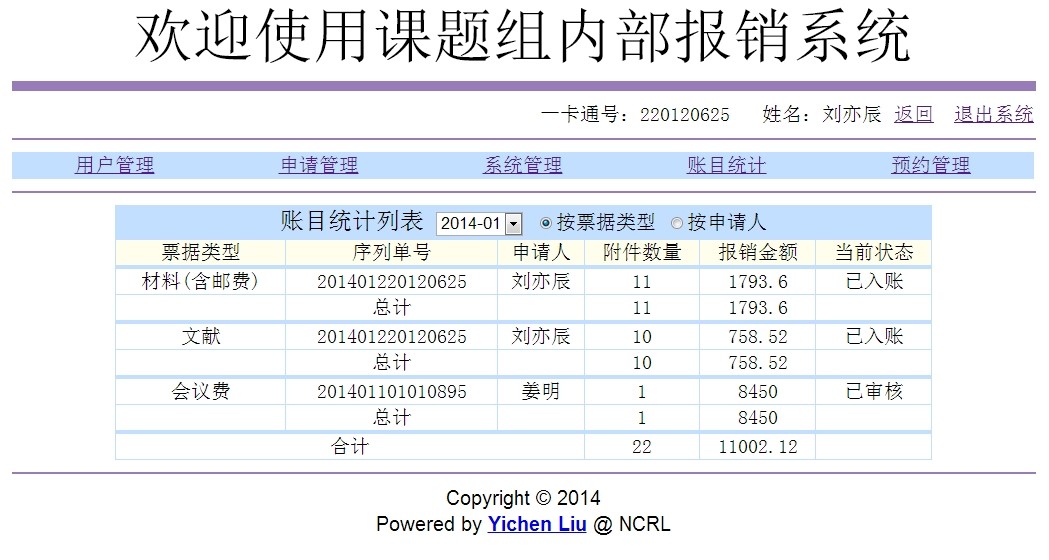 欢迎使用课题组内部报销系统
一卡通号：220120625 姓名：刘亦辰 返回 退出系统
用户管理 申请管理 系统管理 账目统计 预约管理
账目统计列表 2014-01 按票据类型 按申请人
票据类型 序列单号 申请人 附件数量 报销金额 当前状态
材料(含邮费) 201401220120625 刘亦辰 11 1793.6 已入账
总计 11 1793.6
文献 201401220120625 刘亦辰 10 758.52 已入账
总计 10 758.52
会议费 201401101010895 姜明 1 8450 已审核
总计 1 8450
合计 22 11002.12
Copyright © 2014
Powered by Yichen Liu @ NCRL